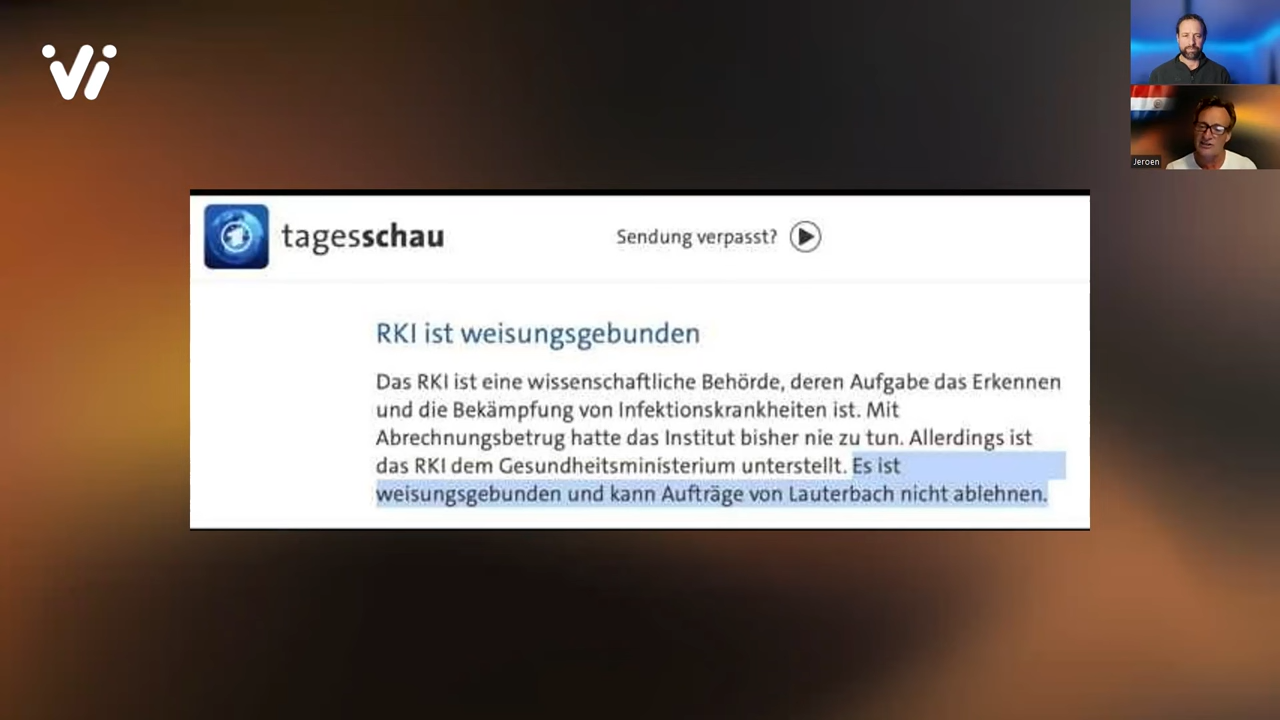 Vi
Jeroen
tagesschau
Sendung verpasst?
RKI ist weisungsgebunden
Das RKI ist eine wissenschaftliche Behörde, deren Aufgabe das Erkennen
und die Bekämpfung von Infektionskrankheiten ist. Mit
Abrechnungsbetrug hatte das Institut bisher nie zu tun. Allerdings ist
das RKI dem Gesundheitsministerium unterstellt. Es ist
weisungsgebunden und kann Aufträge von Lauterbach nicht ablehnen.